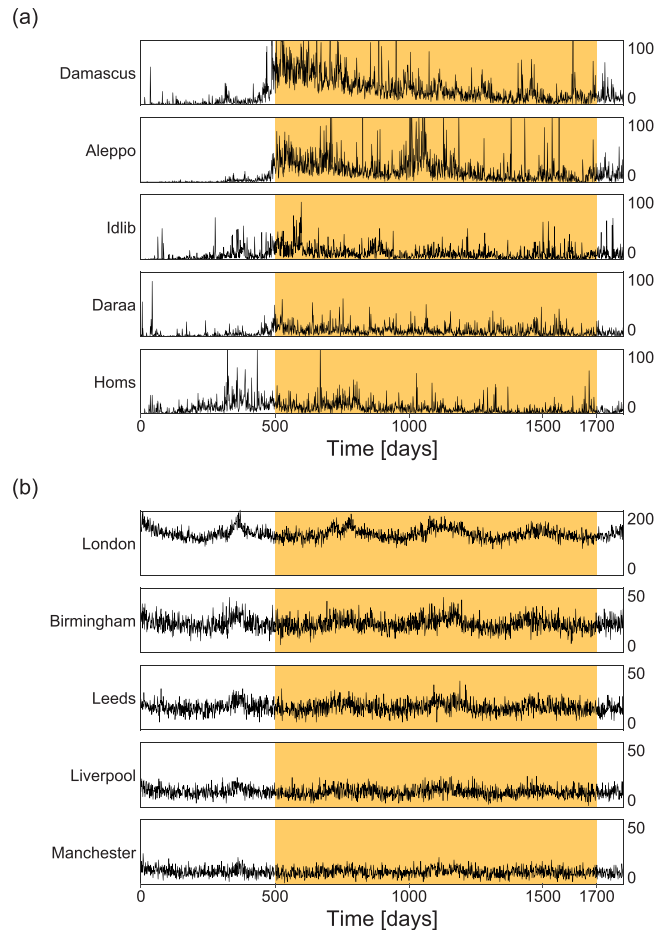 (a)
Damascus
100
0
Aleppo
100
0
Idlib
100
0
Daraa
100
0
Homs
100
0
0 500 1000 1500 1700
Time [days]
(b)
London
200
0
Birmingham
50
0
Leeds
50
0
Liverpool
50
0
Manchester
50
0
0 500 1000 1500 1700
Time [days]